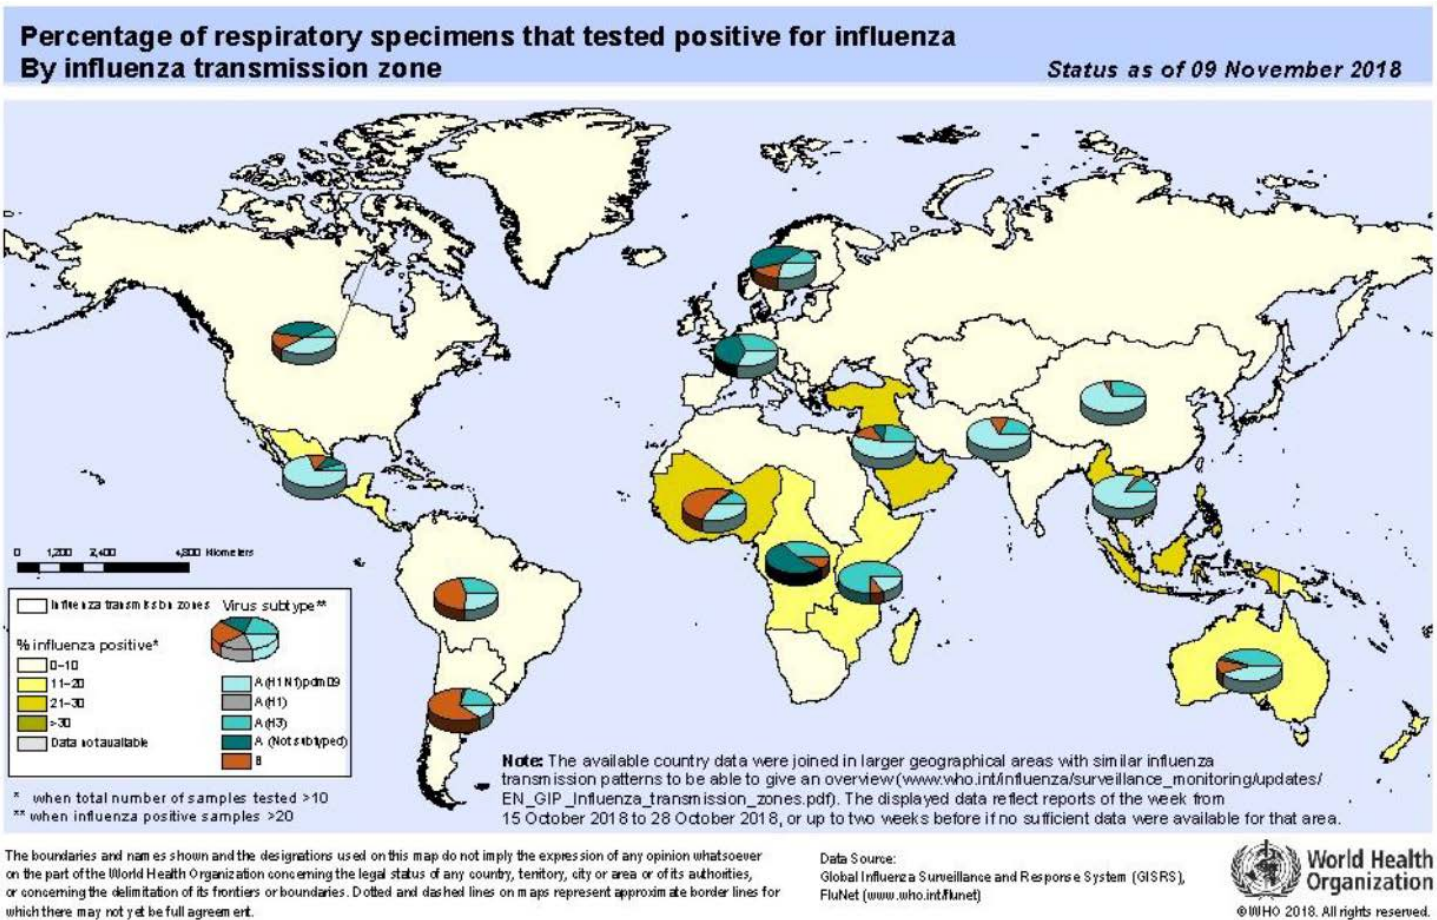 Percentage of respiratory specimens that tested positive for influenza
By influenza transmission zone
Status as of 09 November 2018
0 1,200 2,400 4,800 Kilometers
Influenza transmission zones
Virus subtype**
% influenza positive*
0-10
11-20
21-30
>30
Data not available
A(H1N1)pdm09
A(H1)
A(H3)
A (Not subtyped)
B
* when total number of samples tested >10
** when influenza positive samples >20
Note: The available country data were joined in larger geographical areas with similar influenza
transmission patterns to be able to give an overview (www.who.int/influenza/surveillance_monitoring/updates/
EN_GIP_Influenza_transmission_zones.pdf). The displayed data reflect reports of the week from
15 October 2018 to 28 October 2018, or up to two weeks before if no sufficient data were available for that area.
The boundaries and names shown and the designations used on this map do not imply the expression of any opinion whatsoever
on the part of the World Health Organization concerning the legal status of any country, territory, city or area or of its authorities,
or concerning the delimitation of its frontiers or boundaries. Dotted and dashed lines on maps represent approximate border lines for
which there may not yet be full agreement.
Data Source:
Global Influenza Surveillance and Response System (GISRS),
FluNet (www.who.int/flunet)
World Health
Organization
©WHO 2018. All rights reserved.